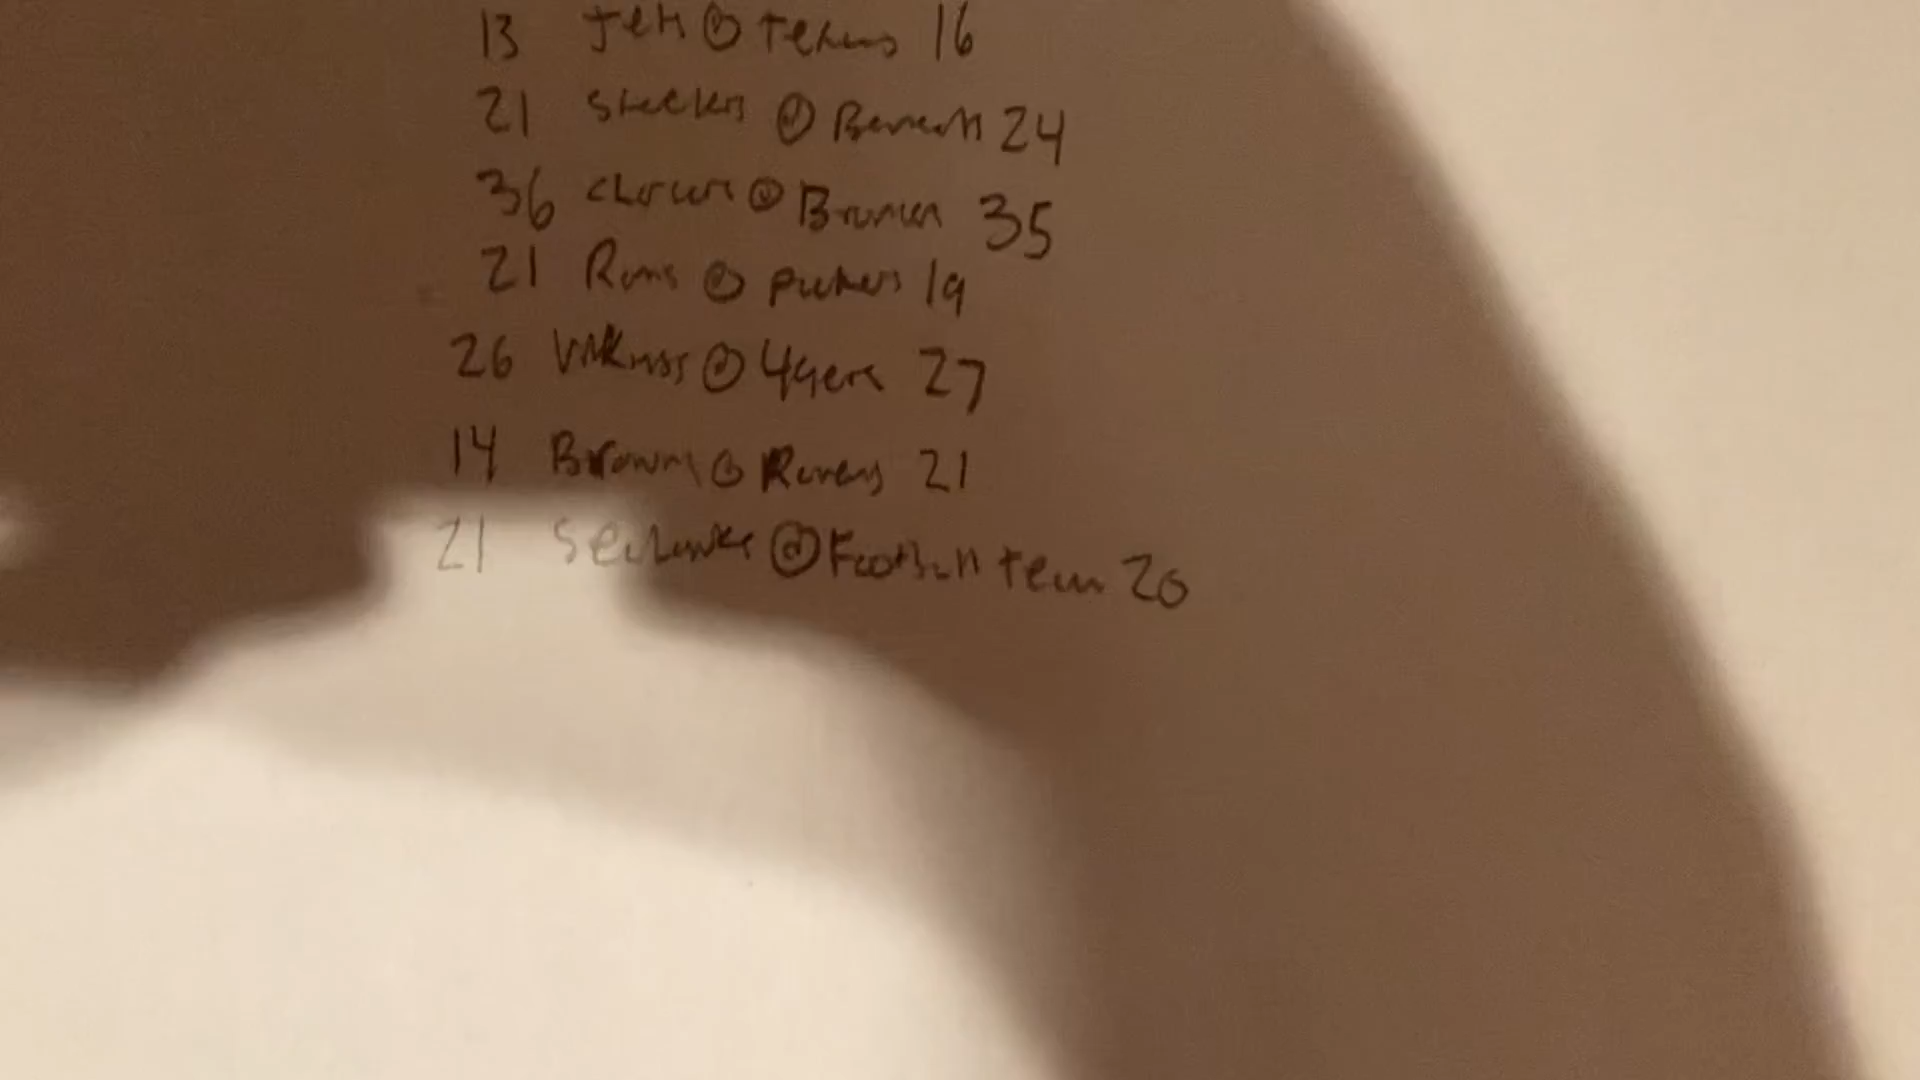 13 Jets @ Texans 16
21 Steelers @ Bengals 24
36 Chargers @ Broncos 35
21 Rams @ Packers 19
26 Vikings @ 49ers 27
14 Browns @ Ravens 21
21 Seahawks @ Football Team 20